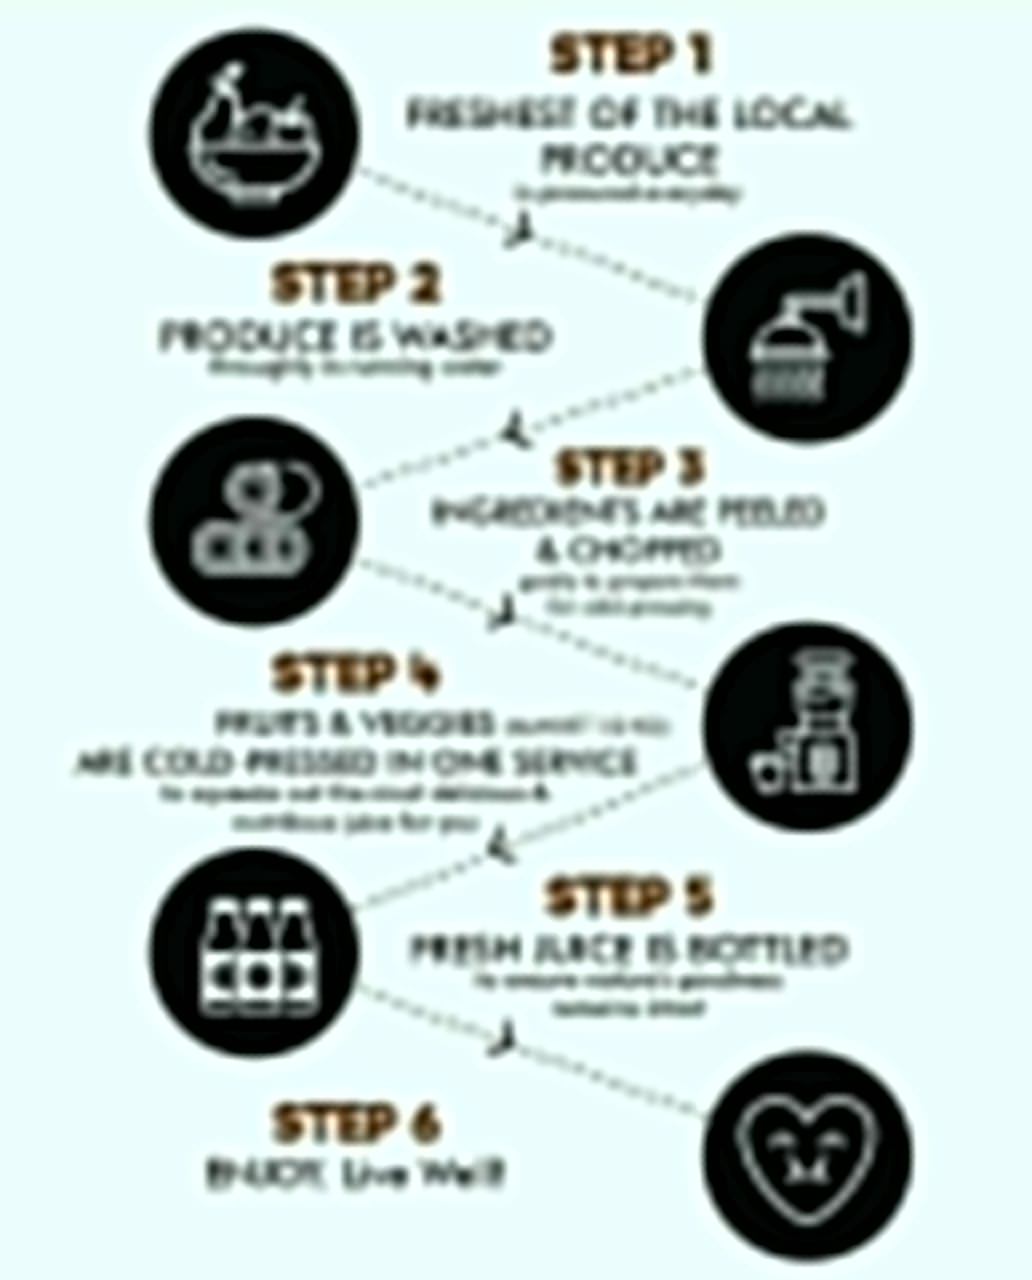 STEP 1
FRESHEST OF THE LOCAL
PRODUCE
is procured everyday
STEP 2
PRODUCE IS WASHED
in running water
STEP 3
INGREDIENTS ARE PEELED
& CHOPPED
gently to prepare them
for cold pressing
STEP 4
FRUITS & VEGGIES
ARE COLD-PRESSED IN ONE SERVICE
to squeeze out the most delicious &
nutritious juice for you
STEP 5
FRESH JUICE IS BOTTLED
to ensure nature's goodness
remains intact
STEP 6
ENJOY, Live Well!